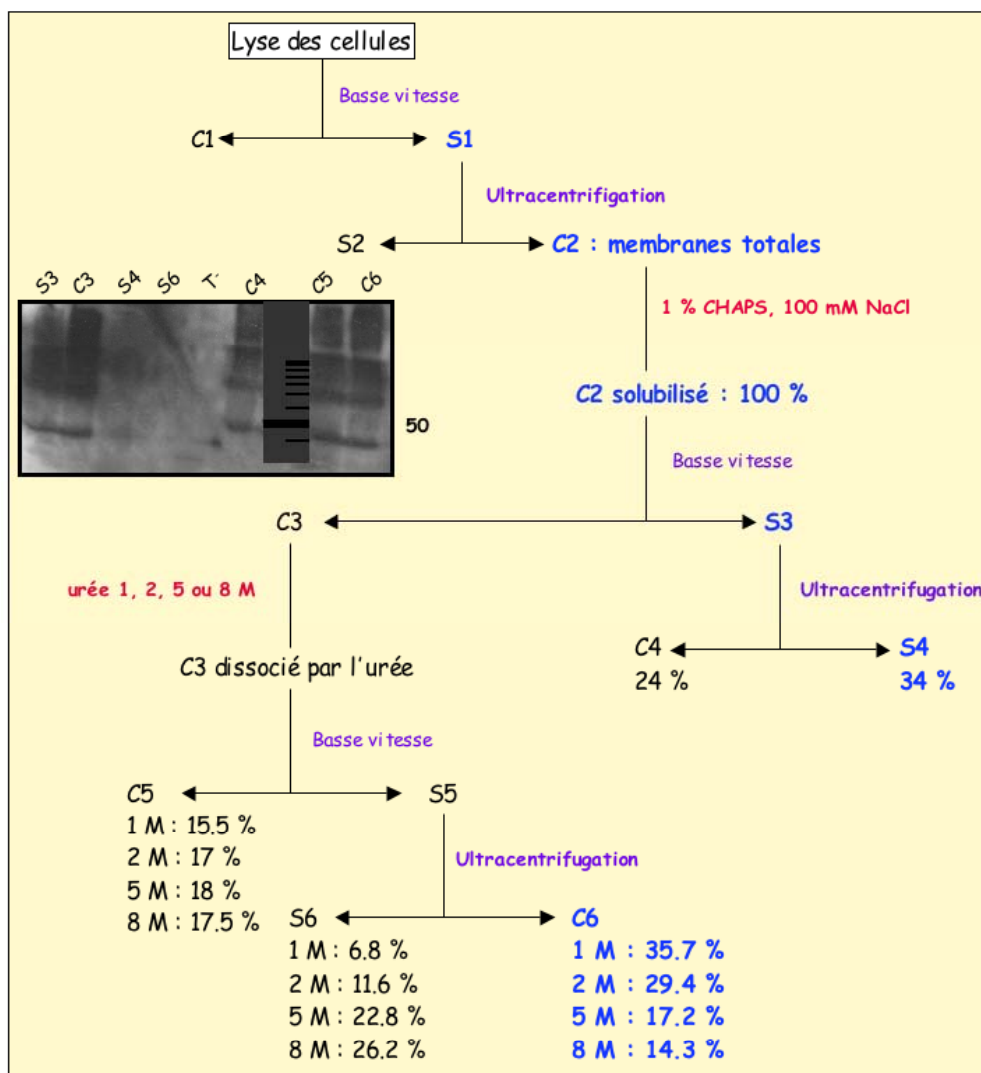 Lyse des cellules
Basse vitesse
C1
S1
Ultracentrifigation
S2
C2 : membranes totales
S3 C3 S4 S6 T- C4 C5 C6
1 % CHAPS, 100 mM NaCl
C2 solubilisé : 100 %
50
Basse vitesse
C3
S3
urée 1, 2, 5 ou 8 M
Ultracentrifugation
C4
24 %
S4
34 %
C3 dissocié par l'urée
Basse vitesse
C5
1 M : 15.5 %
2 M : 17 %
5 M : 18 %
8 M : 17.5 %
S5
Ultracentrifugation
S6
1 M : 6.8 %
2 M : 11.6 %
5 M : 22.8 %
8 M : 26.2 %
C6
1 M : 35.7 %
2 M : 29.4 %
5 M : 17.2 %
8 M : 14.3 %